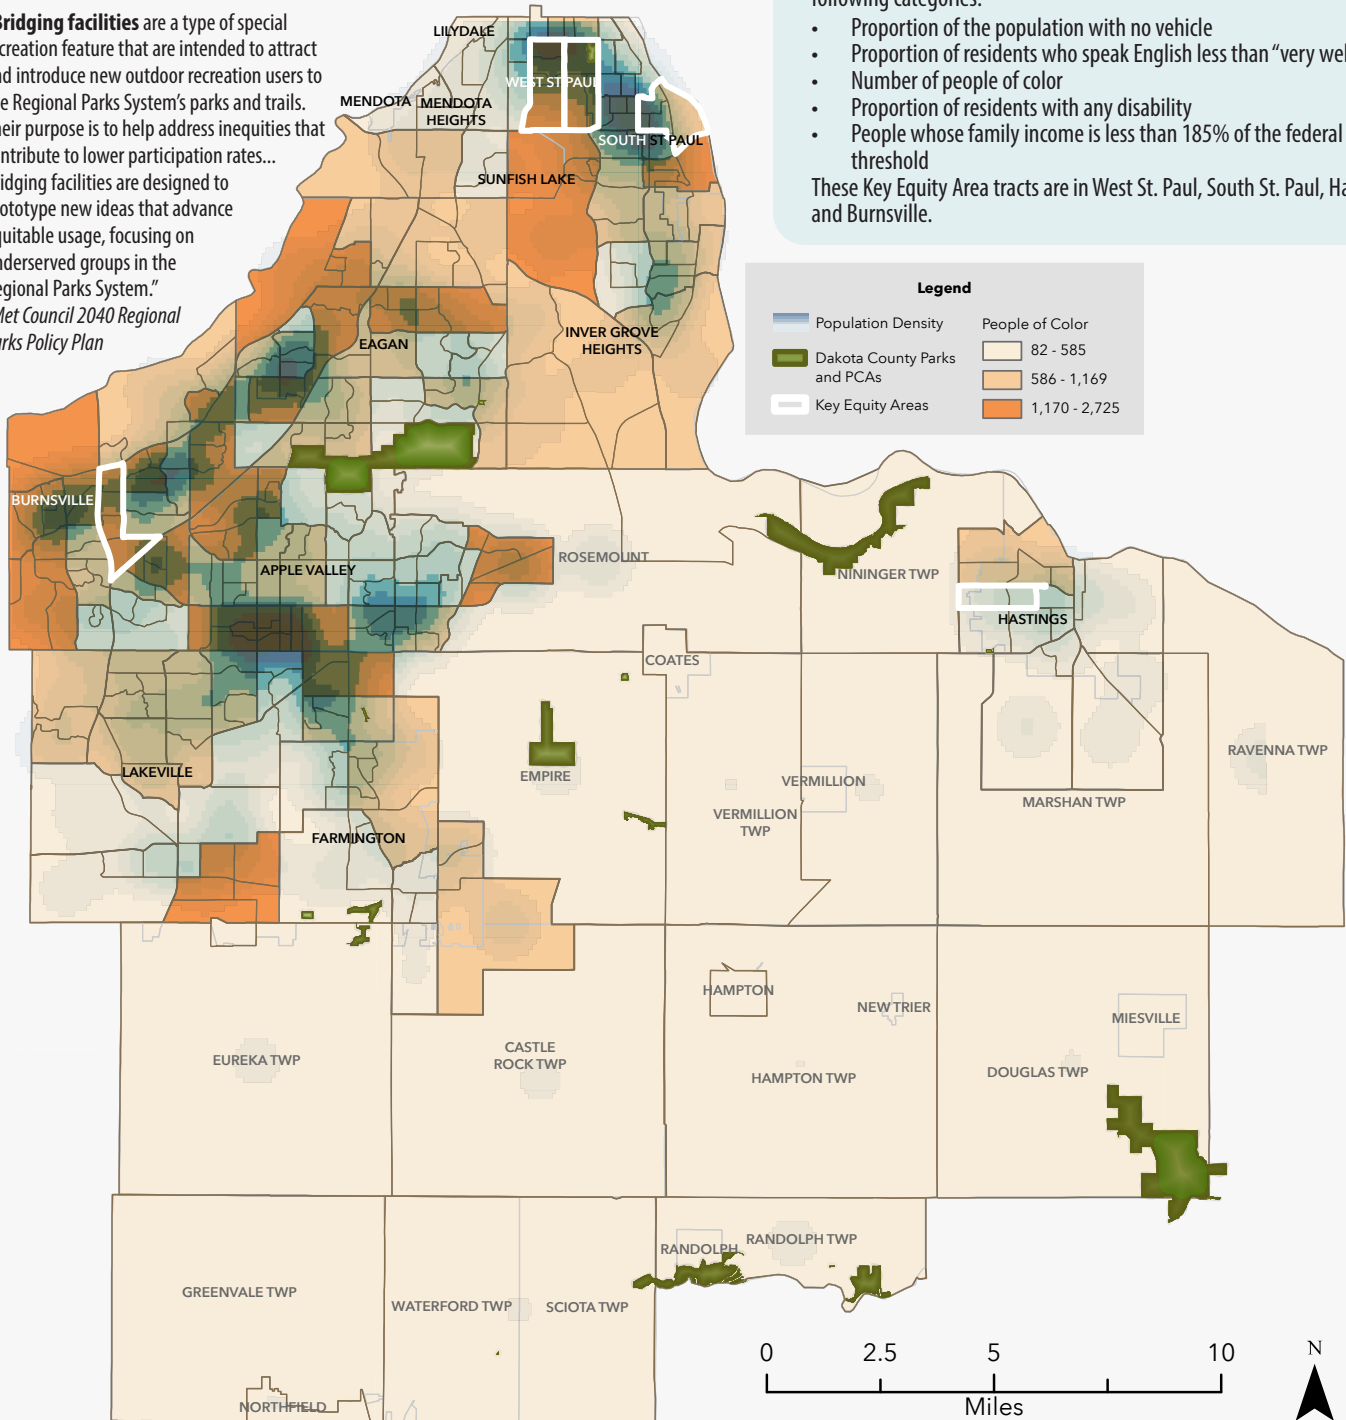 Bridging facilities are a type of special
creation feature that are intended to attract
nd introduce new outdoor recreation users to
e Regional Parks System's parks and trails.
heir purpose is to help address inequities that
ntribute to lower participation rates...
idging facilities are designed to
ototype new ideas that advance
quitable usage, focusing on
nderserved groups in the
egional Parks System."
Met Council 2040 Regional
arks Policy Plan
following categories:
• Proportion of the population with no vehicle
• Proportion of residents who speak English less than "very wel
• Number of people of color
• Proportion of residents with any disability
• People whose family income is less than 185% of the federal
threshold
These Key Equity Area tracts are in West St. Paul, South St. Paul, Ha
and Burnsville.
Legend
Population Density
Dakota County Parks
and PCAs
Key Equity Areas
People of Color
82 - 585
586 - 1,169
1,170 - 2,725
LILYDALE
WEST ST PAUL
MENDOTA
MENDOTA
HEIGHTS
SOUTH ST PAUL
SUNFISH LAKE
INVER GROVE
HEIGHTS
EAGAN
BURNSVILLE
APPLE VALLEY
ROSEMOUNT
NININGER TWP
HASTINGS
COATES
LAKEVILLE
EMPIRE
VERMILLION
VERMILLION
TWP
RAVENNA TWP
MARSHAN TWP
FARMINGTON
HAMPTON
NEW TRIER
MIESVILLE
EUREKA TWP
CASTLE
ROCK TWP
HAMPTON TWP
DOUGLAS TWP
RANDOLPH
RANDOLPH TWP
GREENVALE TWP
WATERFORD TWP
SCIOTA TWP
NORTHFIELD
0 2.5 5 10
Miles
N